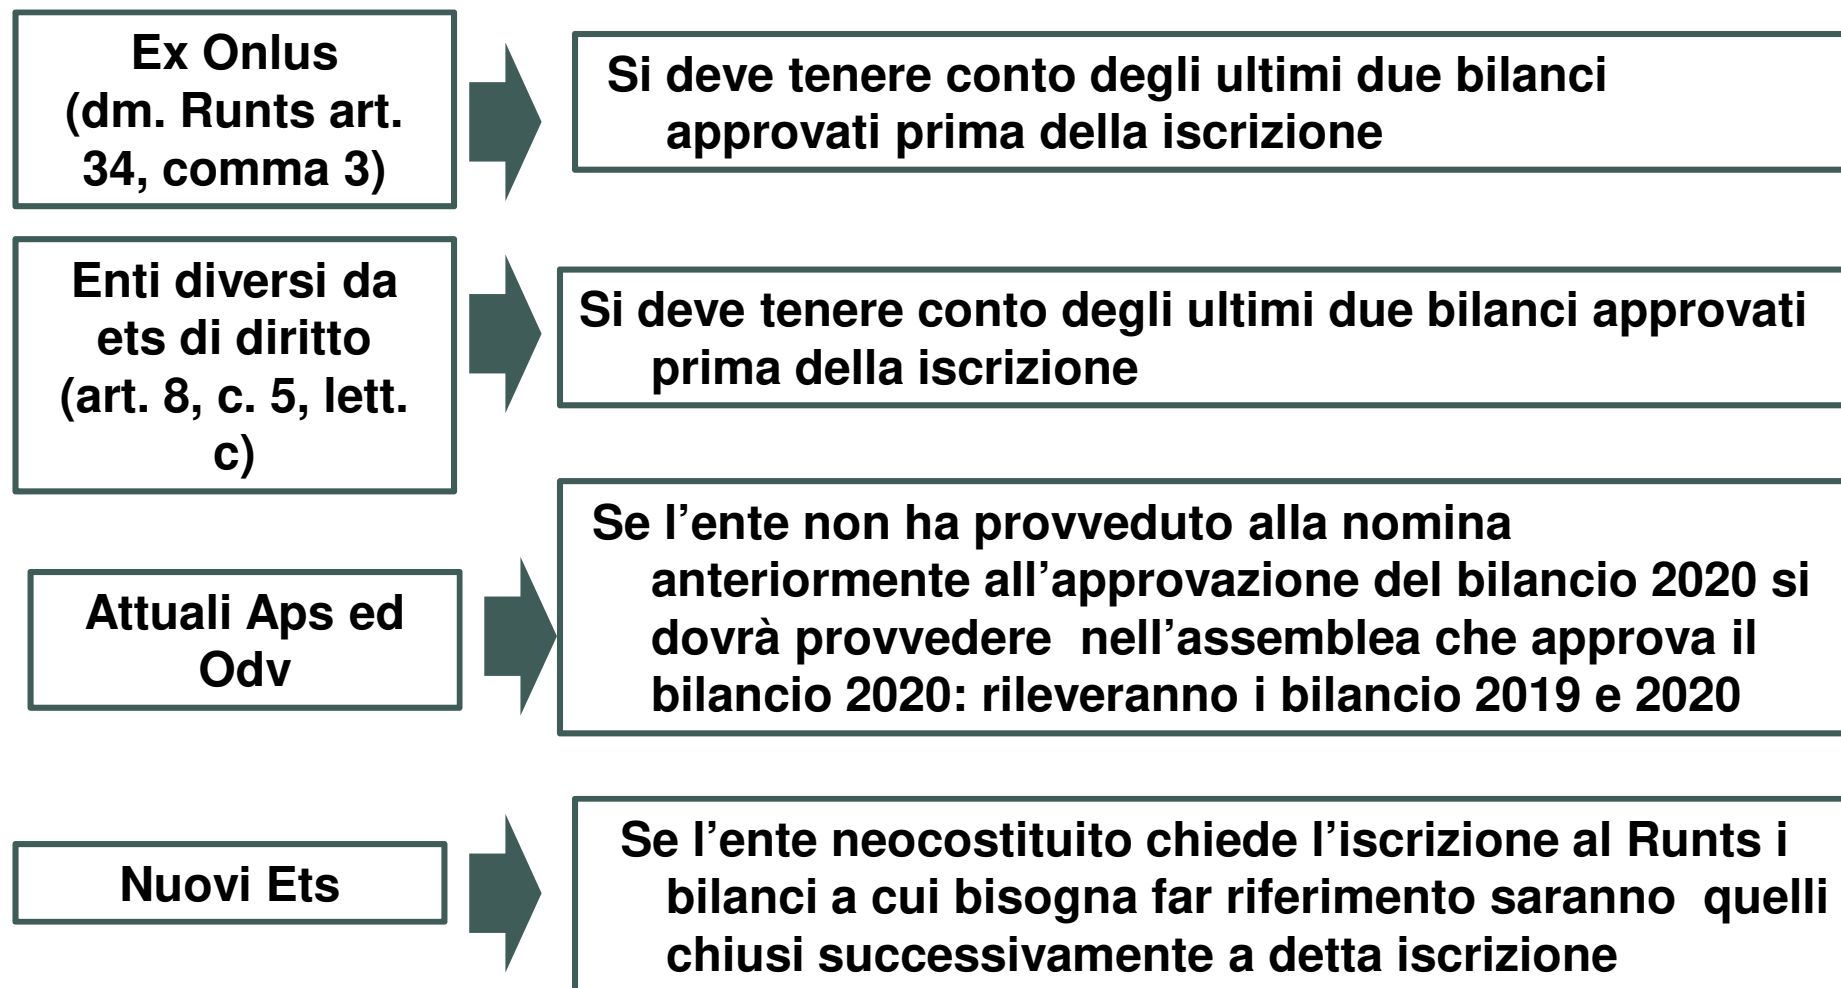 Ex Onlus
(dm. Runts art.
34, comma 3)
Si deve tenere conto degli ultimi due bilanci
approvati prima della iscrizione
Enti diversi da
ets di diritto
(art. 8, c. 5, lett.
c)
Si deve tenere conto degli ultimi due bilanci approvati
prima della iscrizione
Attuali Aps ed
Odv
Se l’ente non ha provveduto alla nomina
anteriormente all’approvazione del bilancio 2020 si
dovrà provvedere  nell’assemblea che approva il
bilancio 2020: rileveranno i bilancio 2019 e 2020
Nuovi Ets
Se l’ente neocostituito chiede l’iscrizione al Runts i
bilanci a cui bisogna far riferimento saranno  quelli
chiusi successivamente a detta iscrizione